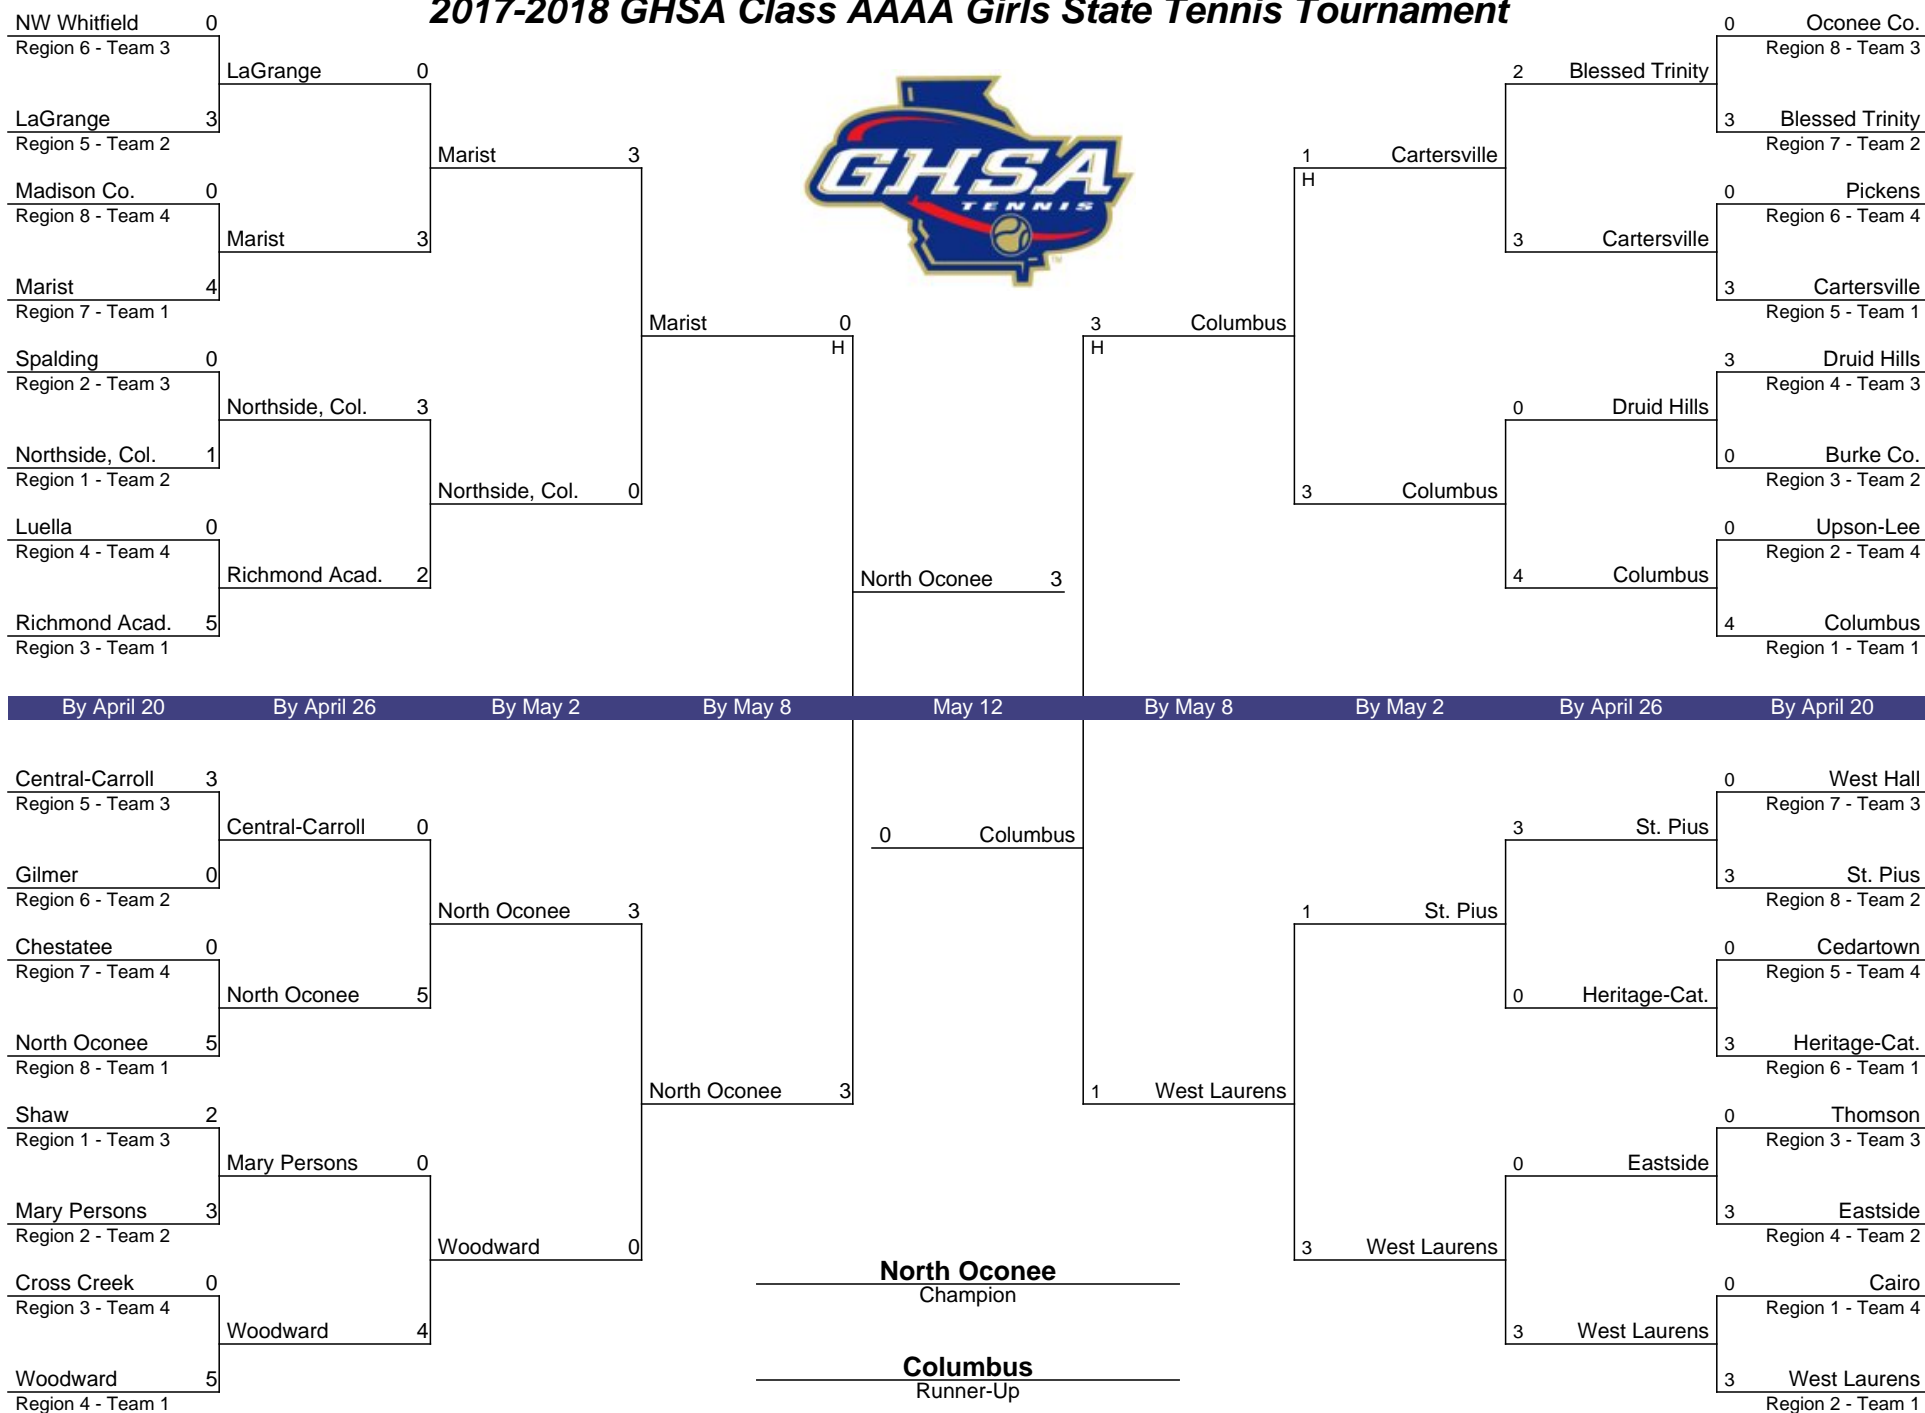 2017-2018 GHSA Class AAAA Girls State Tennis Tournament
NW Whitfield 0
Region 6 - Team 3
LaGrange 3
Region 5 - Team 2
Madison Co. 0
Region 8 - Team 4
Marist 4
Region 7 - Team 1
Spalding 0
Region 2 - Team 3
Northside, Col. 1
Region 1 - Team 2
Luella 0
Region 4 - Team 4
Richmond Acad. 5
Region 3 - Team 1
LaGrange 0
Marist 3
Northside, Col. 3
Richmond Acad. 2
Marist 3
Northside, Col. 0
Marist 0
H
North Oconee 3
GHSA
TENNIS
TM
3 Columbus
H
1 Cartersville
H
3 Columbus
2 Blessed Trinity
3 Cartersville
0 Druid Hills
4 Columbus
0 Oconee Co.
Region 8 - Team 3
3 Blessed Trinity
Region 7 - Team 2
0 Pickens
Region 6 - Team 4
3 Cartersville
Region 5 - Team 1
3 Druid Hills
Region 4 - Team 3
0 Burke Co.
Region 3 - Team 2
0 Upson-Lee
Region 2 - Team 4
4 Columbus
Region 1 - Team 1
By April 20 By April 26 By May 2 By May 8 May 12 By May 8 By May 2 By April 26 By April 20
Central-Carroll 3
Region 5 - Team 3
Gilmer 0
Region 6 - Team 2
Chestatee 0
Region 7 - Team 4
North Oconee 5
Region 8 - Team 1
Shaw 2
Region 1 - Team 3
Mary Persons 3
Region 2 - Team 2
Cross Creek 0
Region 3 - Team 4
Woodward 5
Region 4 - Team 1
Central-Carroll 0
North Oconee 5
Mary Persons 0
Woodward 4
North Oconee 3
Woodward 0
North Oconee 3
0 Columbus
1 West Laurens
1 St. Pius
3 West Laurens
3 St. Pius
0 Heritage-Cat.
0 Eastside
3 West Laurens
0 West Hall
Region 7 - Team 3
3 St. Pius
Region 8 - Team 2
0 Cedartown
Region 5 - Team 4
3 Heritage-Cat.
Region 6 - Team 1
0 Thomson
Region 3 - Team 3
3 Eastside
Region 4 - Team 2
0 Cairo
Region 1 - Team 4
3 West Laurens
Region 2 - Team 1
North Oconee
Champion
Columbus
Runner-Up